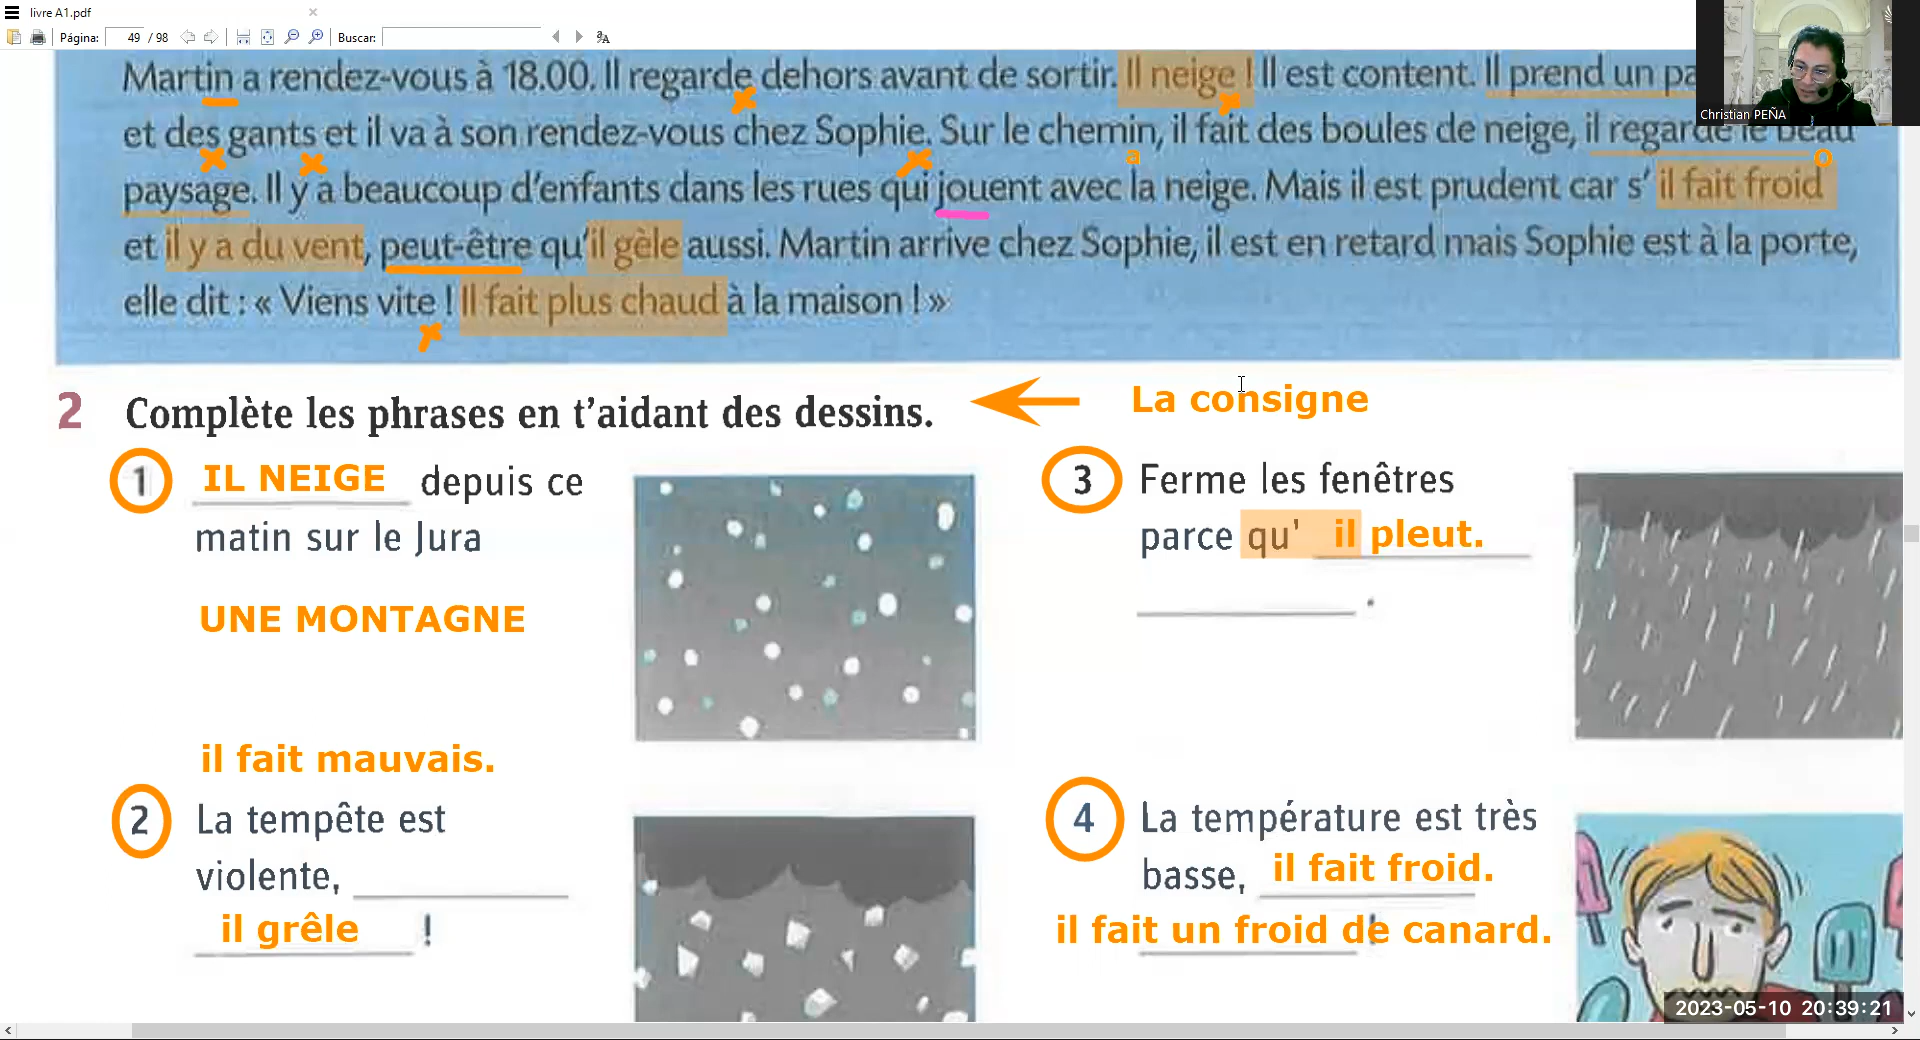 livre A1.pdf
Página: 49 / 98 Buscar:
Christian PEÑA
Martin a rendez-vous à 18.00. Il regarde dehors avant de sortir. Il neige ! Il est content. Il prend un
et des gants et il va à son rendez-vous chez Sophie. Sur le chemin, il fait des boules de neige, il regarde le beau
a
o
paysage. Il y a beaucoup d'enfants dans les rues qui jouent avec la neige. Mais il est prudent car s' il fait froid
et il y a du vent, peut-être qu'il gèle aussi. Martin arrive chez Sophie, il est en retard mais Sophie est à la porte,
elle dit : « Viens vite ! Il fait plus chaud à la maison ! »
2 Complète les phrases en t'aidant des dessins.
La consigne
1 IL NEIGE depuis ce
matin sur le Jura
UNE MONTAGNE
il fait mauvais.
2 La tempête est
violente,
il grêle !
3 Ferme les fenêtres
parce qu' il pleut.
.
4 La température est très
basse, il fait froid.
il fait un froid de canard.
2023-05-10 20:39:21